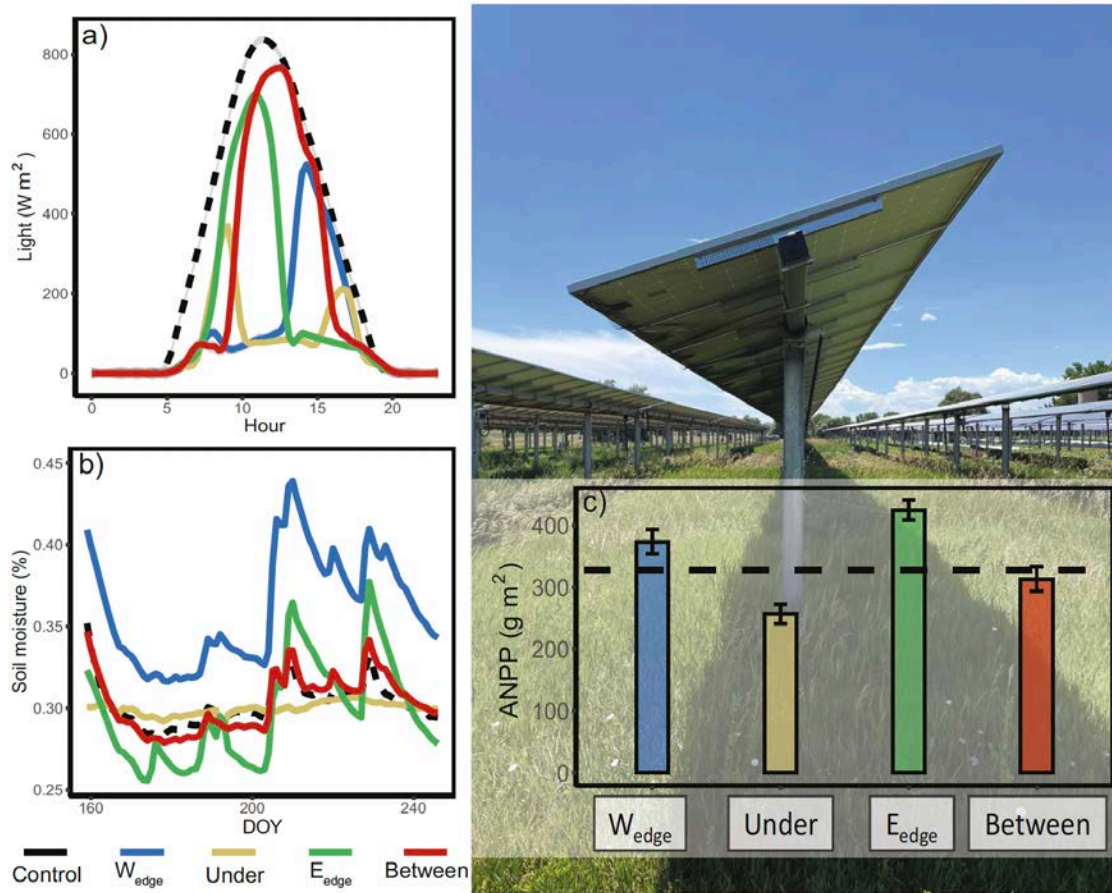 a)
Light (W m²)
800
600
400
200
0
0 5 10 15 20
Hour
b)
Soil moisture (%)
0.45
0.40
0.35
0.30
0.25
160 200 240
DOY
c)
ANPP (g m²)
400
300
200
100
0
Wedge Under Eedge Between
Control Wedge Under Eedge Between